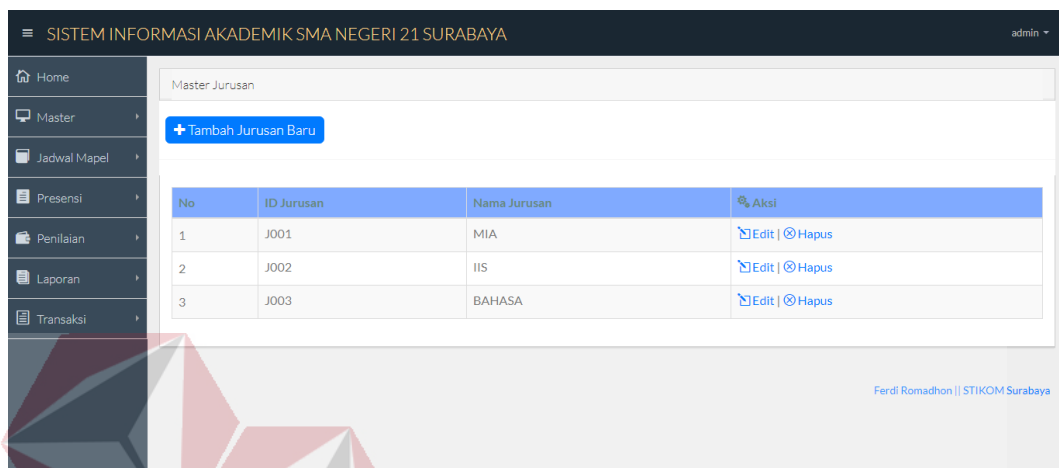 ≡ SISTEM INFORMASI AKADEMIK SMA NEGERI 21 SURABAYA admin
Home
Master
Jadwal Mapel
Presensi
Penilaian
Laporan
Transaksi
Master Jurusan
Tambah Jurusan Baru
No ID Jurusan Nama Jurusan Aksi
1 J001 MIA Edit | Hapus
2 J002 IIS Edit | Hapus
3 J003 BAHASA Edit | Hapus
Ferdi Romadhon || STIKOM Surabaya